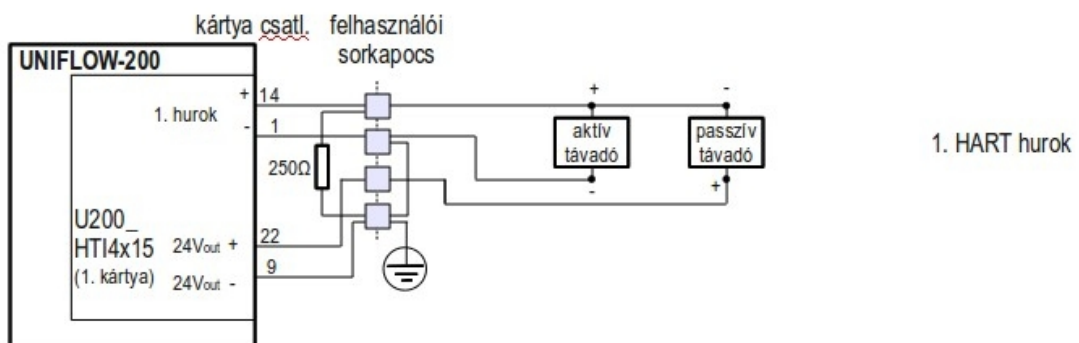 kártya csatl.
felhasználói
sorkapocs
UNIFLOW-200
+
14
1. hurok
-
1
250Ω
U200_
HTI4x15
(1. kártya)
24Vout +
22
24Vout -
9
+
aktív
távadó
-
-
passzív
távadó
+
1. HART hurok